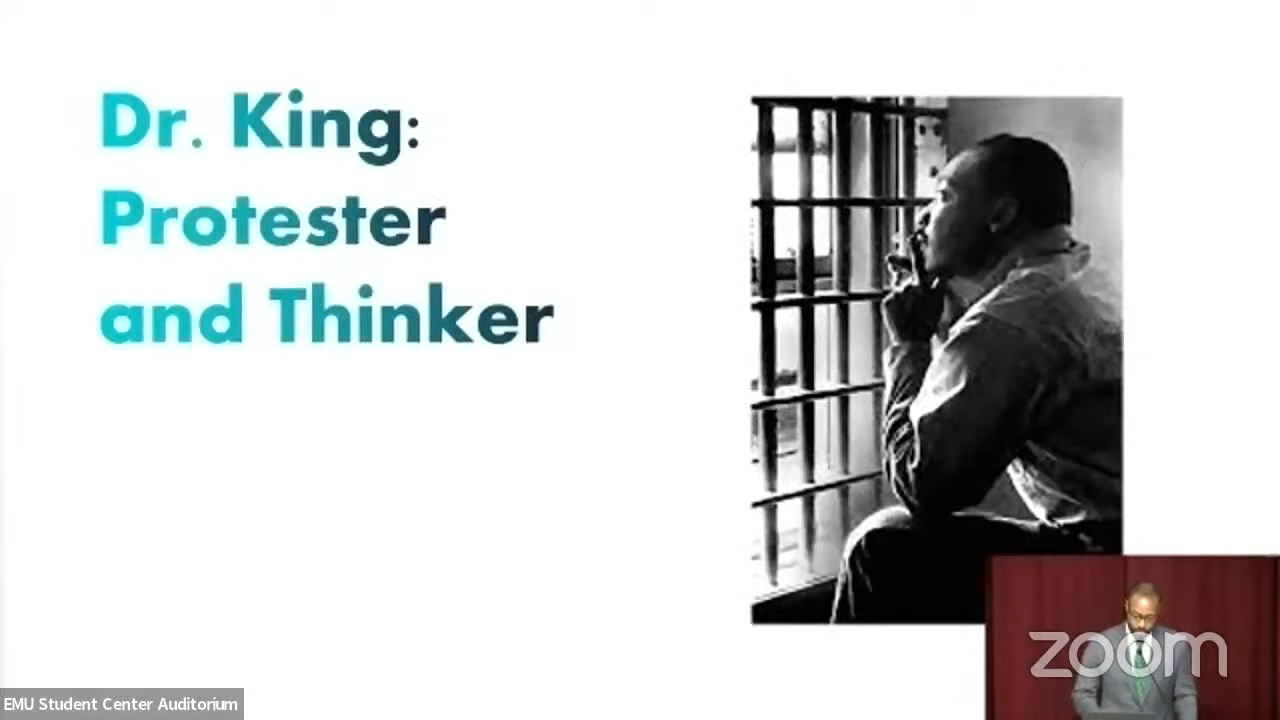 Dr. King:
Protester
and Thinker
zoom
EMU Student Center Auditorium